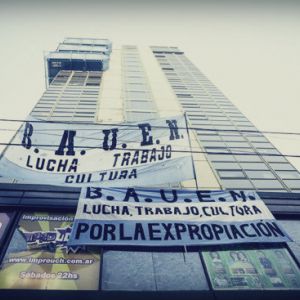 B. A. U. E. N.
LUCHA TRABAJO
CULTURA
B. A. U. E. N.
LUCHA, TRABAJO, CULTURA
POR LA EXPROPIACIÓN
improvisación
www.improuch.com.ar
Sábados 22hs